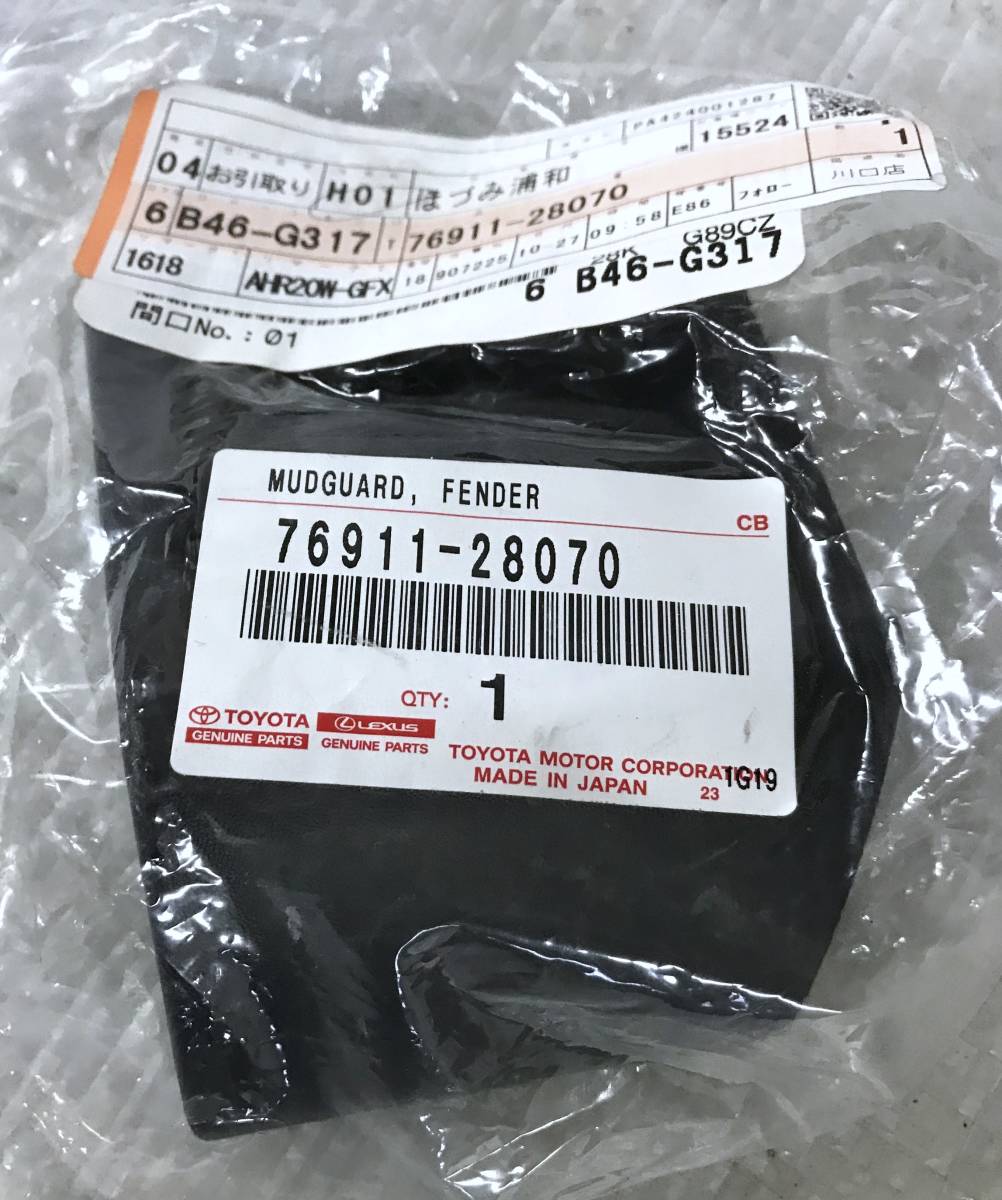 PA424001287
15524
1
04 お引取り H01 ほづみ浦和 川口店
6 B46-G317 76911-28070
1618 AHR20W-GFX 18 907225 10-27 09:58 E86 フォロー
28K G89CZ
6 B46-G317
間口No.:01
MUDGUARD, FENDER
CB
76911-28070
QTY: 1
TOYOTA LEXUS
GENUINE PARTS GENUINE PARTS
TOYOTA MOTOR CORPORATION
MADE IN JAPAN 23 1G19